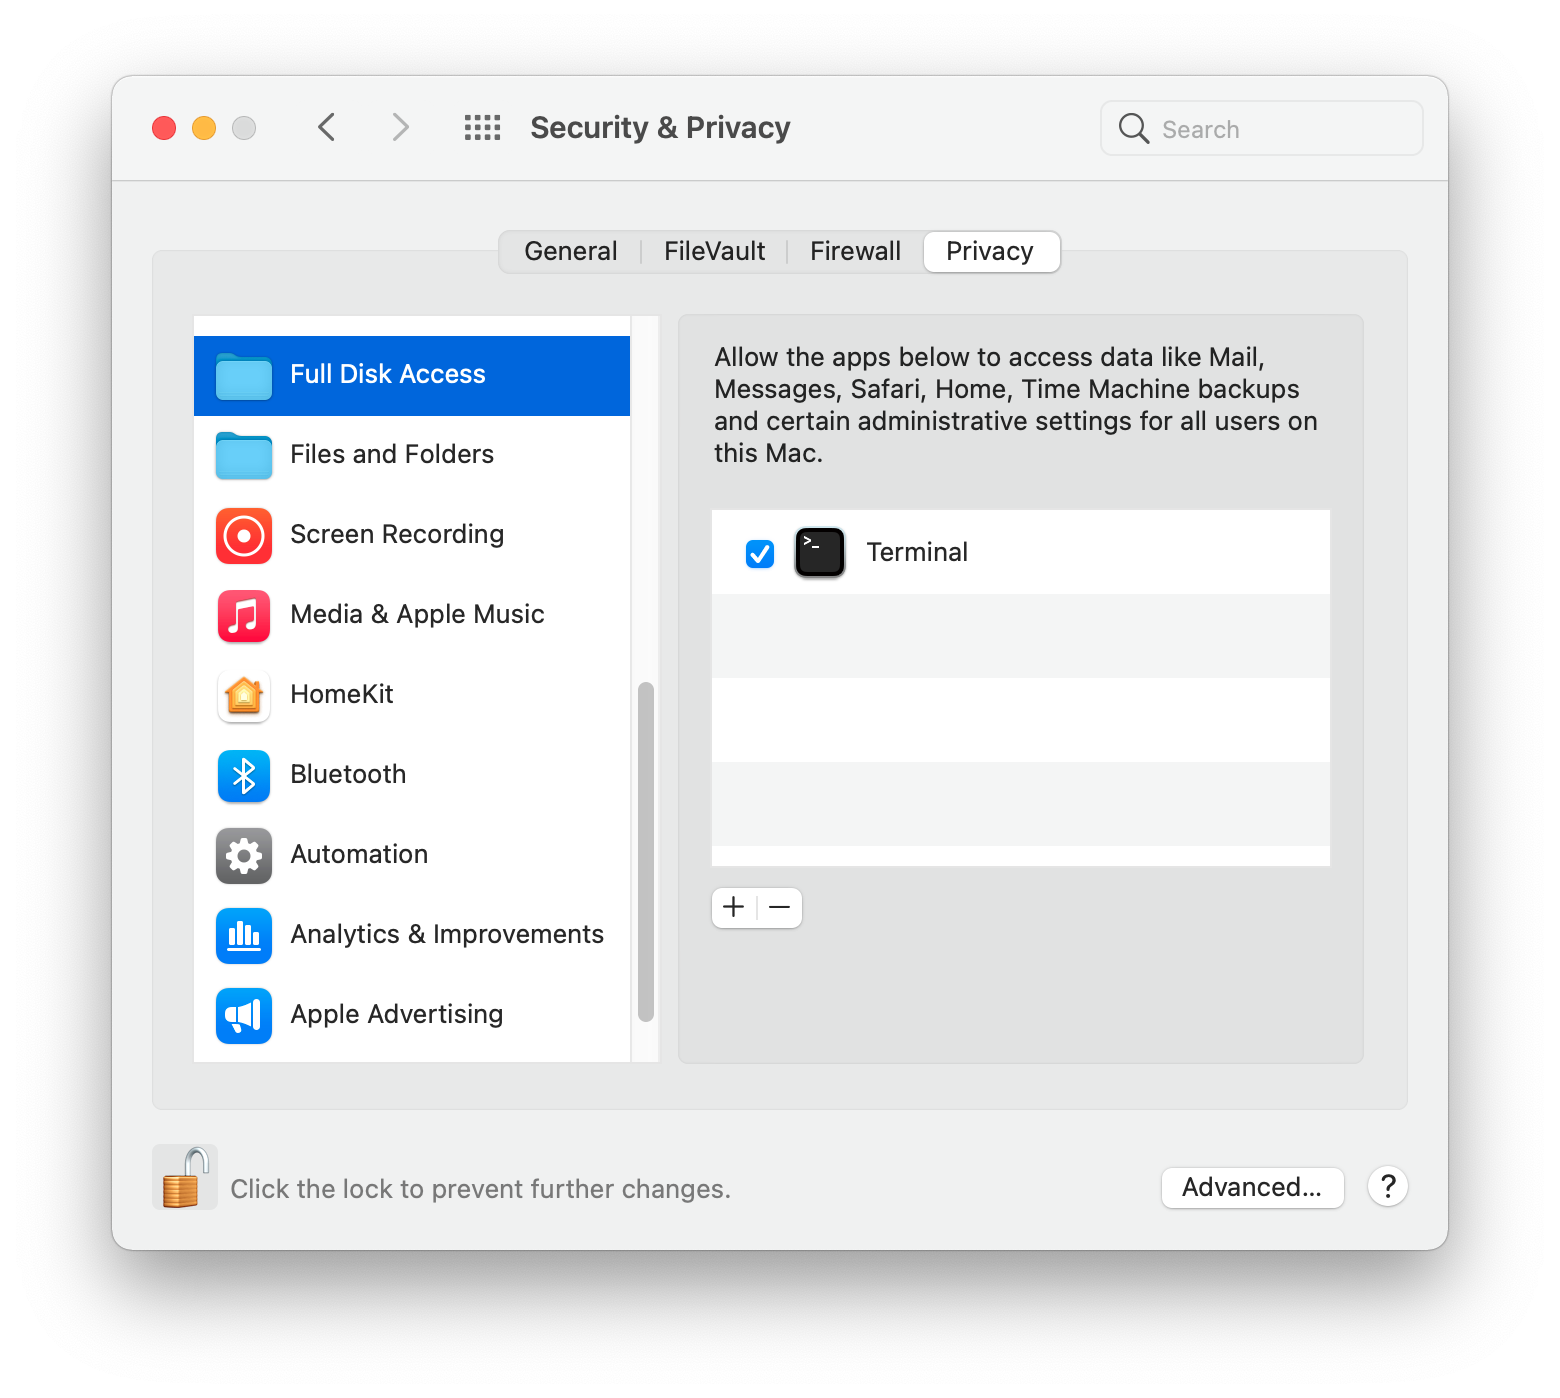 Security & Privacy
Search
General
FileVault
Firewall
Privacy
Full Disk Access
Files and Folders
Screen Recording
Media & Apple Music
HomeKit
Bluetooth
Automation
Analytics & Improvements
Apple Advertising
Allow the apps below to access data like Mail,
Messages, Safari, Home, Time Machine backups
and certain administrative settings for all users on
this Mac.
>_
Terminal
Click the lock to prevent further changes.
Advanced...
?